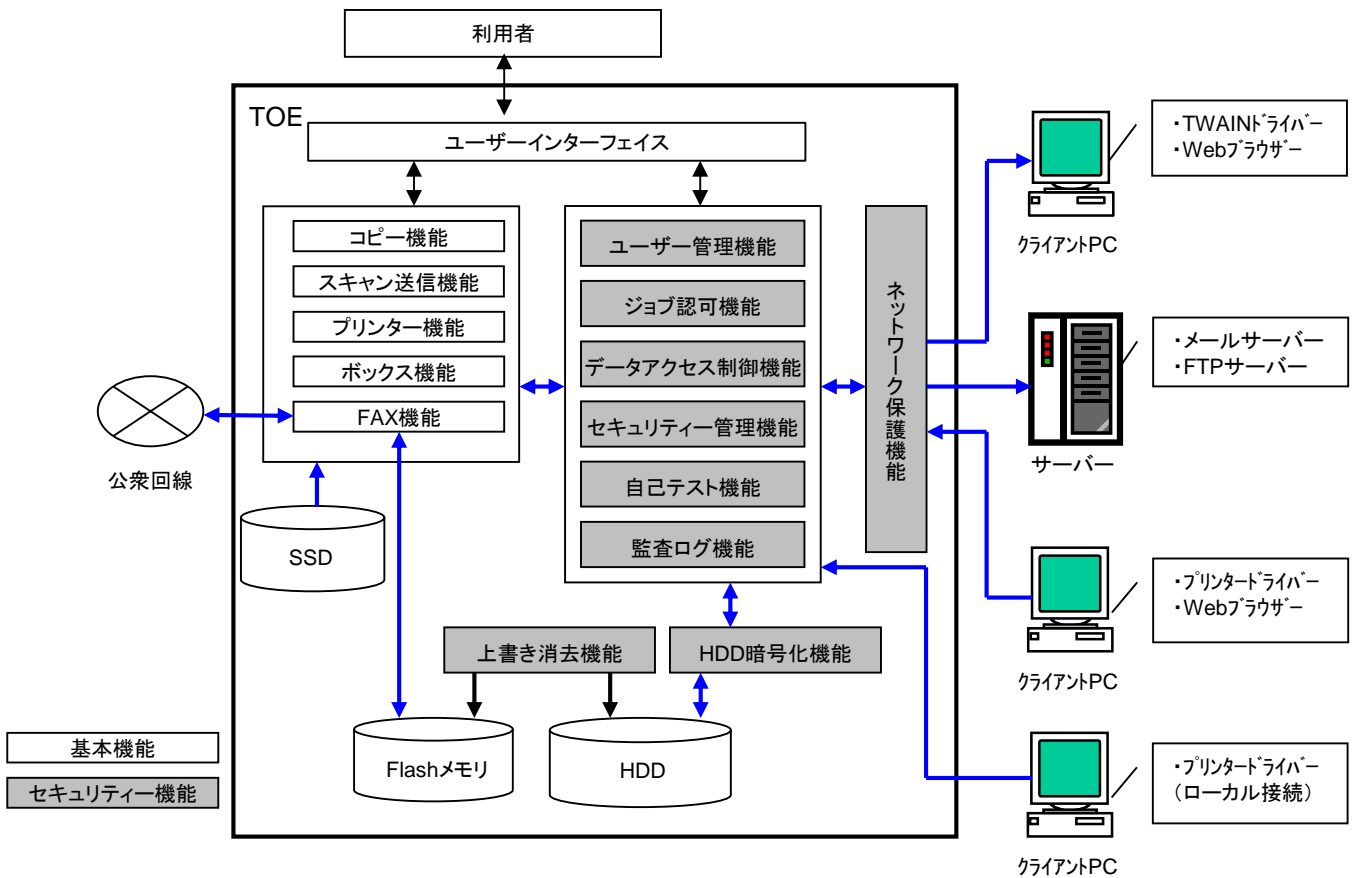 利用者
TOE
ユーザーインターフェイス
コピー機能
スキャン送信機能
プリンター機能
ボックス機能
FAX機能
公衆回線
SSD
ユーザー管理機能
ジョブ認可機能
データアクセス制御機能
セキュリティー管理機能
自己テスト機能
監査ログ機能
ネットワーク保護機能
上書き消去機能
HDD暗号化機能
Flashメモリ
HDD
基本機能
セキュリティー機能
・TWAINﾄﾞﾗｲﾊﾞｰ
・Webﾌﾞﾗｳｻﾞｰ
ｸﾗｲｱﾝﾄPC
・メールサーバー
・FTPサーバー
サーバー
・ﾌﾟﾘﾝﾀｰﾄﾞﾗｲﾊﾞｰ
・Webﾌﾞﾗｳｻﾞｰ
ｸﾗｲｱﾝﾄPC
・ﾌﾟﾘﾝﾀｰﾄﾞﾗｲﾊﾞｰ
（ローカル接続）
ｸﾗｲｱﾝﾄPC